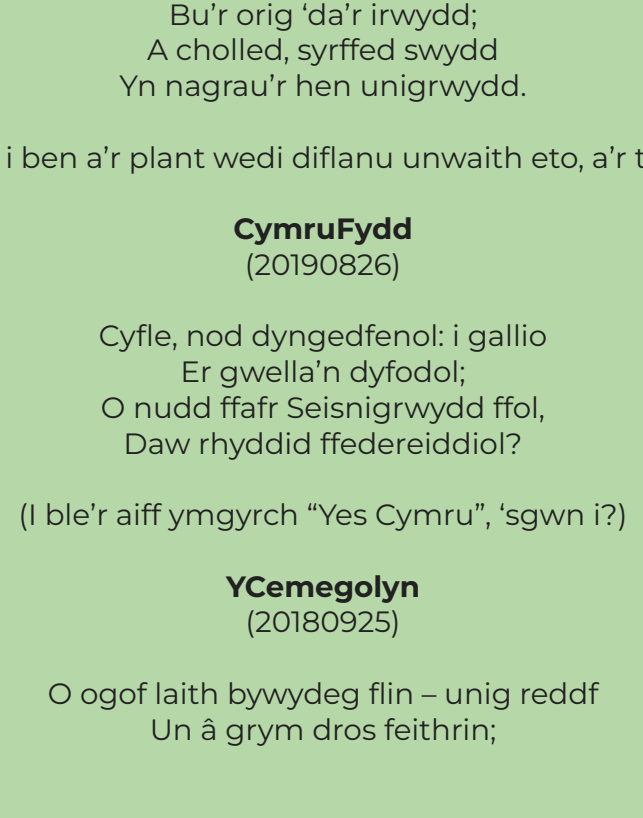 Bu’r orig ‘da’r irwydd;
A cholled, syrffed swydd
Yn nagrau’r hen unigrwydd.
i ben a’r plant wedi diflanu unwaith eto, a’r
CymruFydd
(20190826)
Cyfle, nod dyngedfenol: i gallio
Er gwella’n dyfodol;
O nudd ffafr Seisnigrwydd ffol,
Daw rhyddid ffedereiddiol?
(I ble’r aiff ymgyrch “Yes Cymru”, ‘sgwn i?)
YCemegolyn
(20180925)
O ogof laith bywydeg flin – unig reddf
Un â grym dros feithrin;